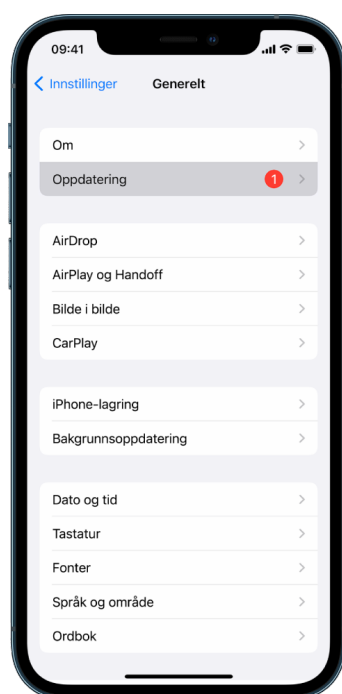 09:41
Innstillinger Generelt
Om
Oppdatering 1
AirDrop
AirPlay og Handoff
Bilde i bilde
CarPlay
iPhone-lagring
Bakgrunnsoppdatering
Dato og tid
Tastatur
Fonter
Språk og område
Ordbok